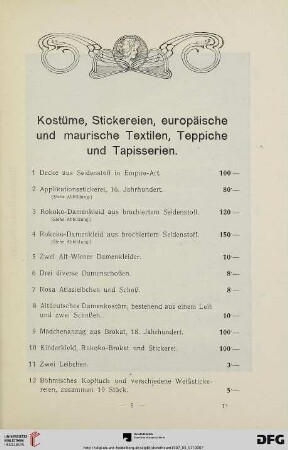 Kostüme, Stickereien, europäische
und maurische Textilen, Teppiche
und Tapisserien.
1 Decke aus Seidenstoff in Empire-Art. 100·—
2 Applikationsstickerei, 16. Jahrhundert. 80·—
(Siehe Abbildung.)
3 Rokoko-Damenkleid aus brochiertem Seidenstoff. 120·—
(Siehe Abbildung.)
4 Rokoko-Damenkleid aus brochiertem Seidenstoff. 150·—
(Siehe Abbildung.)
5 Zwei Alt-Wiener Damenkleider. 10·—
6 Drei diverse Damenschoßen. 8·—
7 Rosa Atlasleibchen und Schoß. 8·—
8 Altdeutsches Damenkostüm, bestehend aus einem Leib
und zwei Schoßen. 10·—
9 Mädchenanzug aus Brokat, 18. Jahrhundert. 100·—
10 Kinderkleid, Rokoko-Brokat und Stickerei. 100·—
11 Zwei Leibchen. 3·—
12 Böhmisches Kopftuch und verschiedene Weißsticke-
reien, zusammen 19 Stück. 5·—
1*
UNIVERSITÄTS-
BIBLIOTHEK
HEIDELBERG
DFG